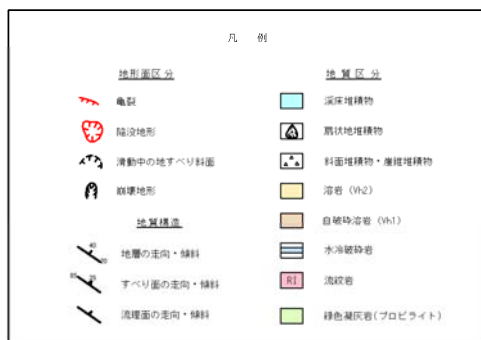 凡 例
地形面区分
亀裂
陥没地形
滑動中の地すべり斜面
崩壊地形
地質構造
40
20
地層の走向・傾斜
25
すべり面の走向・傾斜
流理面の走向・傾斜
地質区分
渓床堆積物
扇状地堆積物
斜面堆積物・崖錐堆積物
溶岩（Vh2）
自破砕溶岩（Vh1）
水冷破砕岩
RI 流紋岩
緑色凝灰岩(プロピライト)